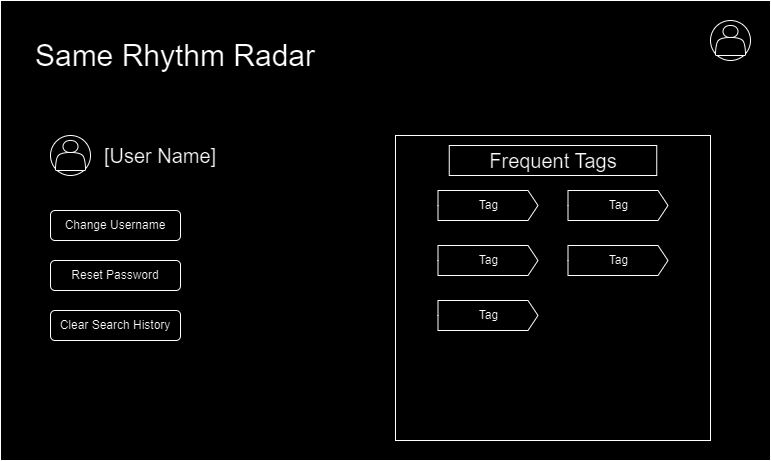 Same Rhythm Radar
[User Name]
Change Username
Reset Password
Clear Search History
Frequent Tags
Tag
Tag
Tag
Tag
Tag